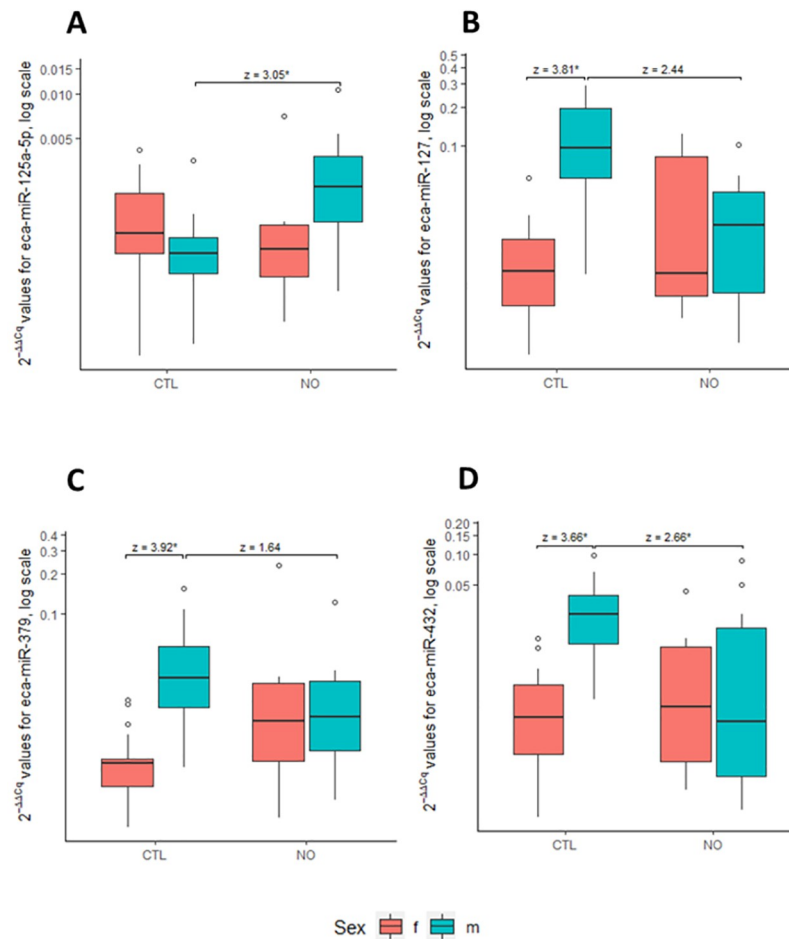 A
2^-ΔΔCq values for eca-miR-125a-5p, log scale
0.015
0.010
0.005
z = 3.05*
CTL NO
B
2^-ΔΔCq values for eca-miR-127, log scale
0.5
0.4
0.3
0.2
0.1
z = 3.81* z = 2.44
CTL NO
C
2^-ΔΔCq values for eca-miR-379, log scale
0.4
0.3
0.2
0.1
z = 3.92* z = 1.64
CTL NO
D
2^-ΔΔCq values for eca-miR-432, log scale
0.20
0.15
0.10
0.05
z = 3.66* z = 2.66*
CTL NO
Sex f m